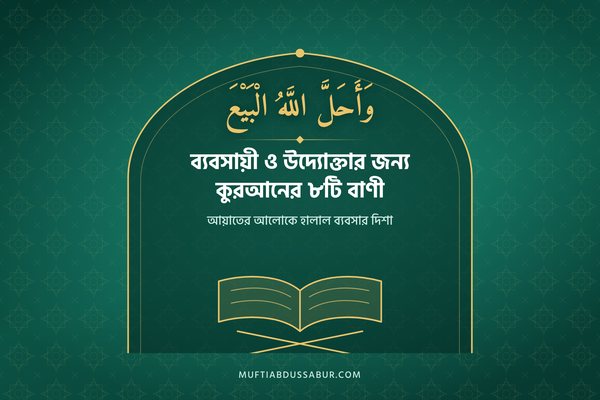 وَأَحَلَّ اللَّهُ الْبَيْعَ
ব্যবসায়ী ও উদ্যোক্তার জন্য
কুরআনের ৮টি বাণী
আয়াতের আলোকে হালাল ব্যবসার দিশা
MUFTIABDUSSABUR.COM